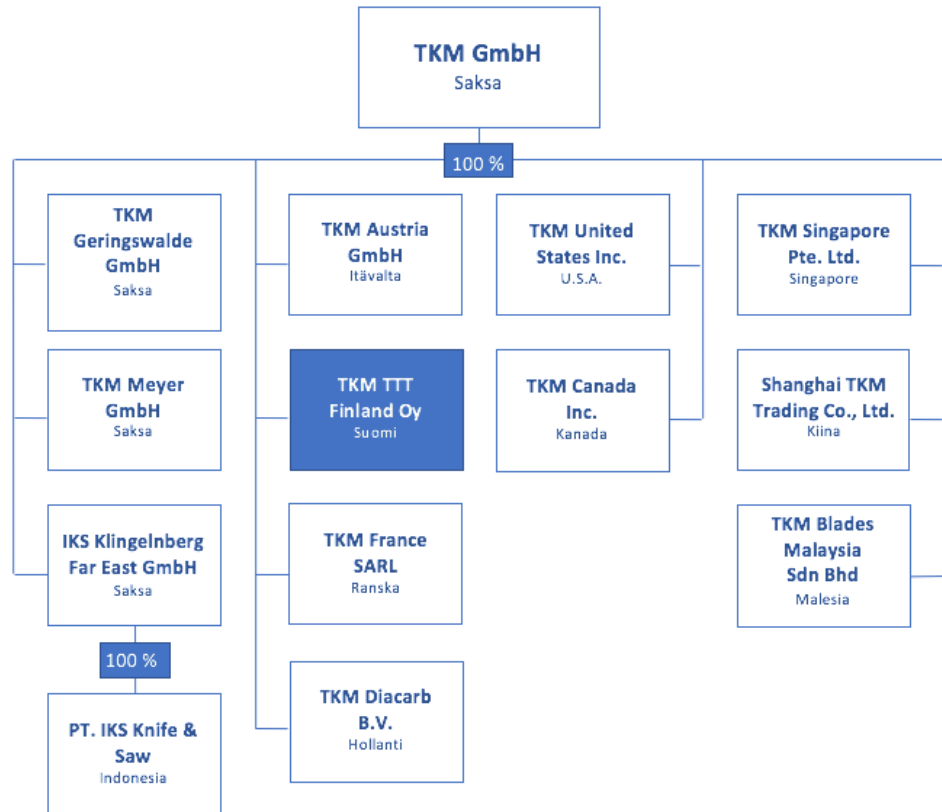 TKM GmbH
Saksa
100 %
TKM
Geringswalde
GmbH
Saksa
TKM Austria
GmbH
Itävalta
TKM United
States Inc.
U.S.A.
TKM Singapore
Pte. Ltd.
Singapore
TKM Meyer
GmbH
Saksa
TKM TTT
Finland Oy
Suomi
TKM Canada
Inc.
Kanada
Shanghai TKM
Trading Co., Ltd.
Kiina
IKS Klingelnberg
Far East GmbH
Saksa
TKM France
SARL
Ranska
TKM Blades
Malaysia
Sdn Bhd
Malesia
100 %
PT. IKS Knife &
Saw
Indonesia
TKM Diacarb
B.V.
Hollanti